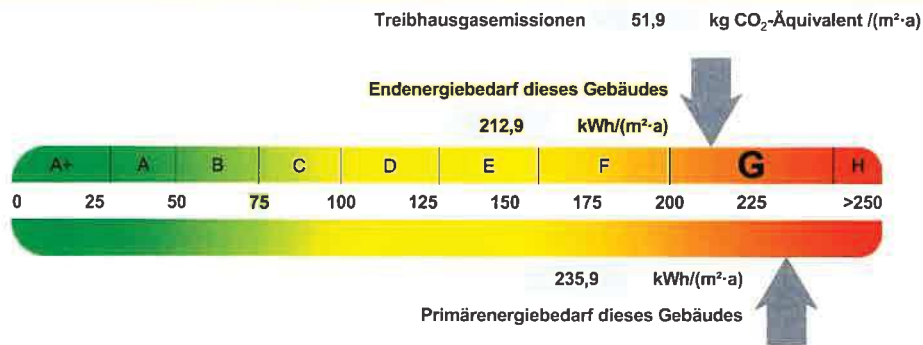 Treibhausgasemissionen 51,9 kg CO₂-Äquivalent /(m²·a)
Endenergiebedarf dieses Gebäudes
212,9 kWh/(m²·a)
A+ A B C D E F G H
0 25 50 75 100 125 150 175 200 225 >250
235,9 kWh/(m²·a)
Primärenergiebedarf dieses Gebäudes